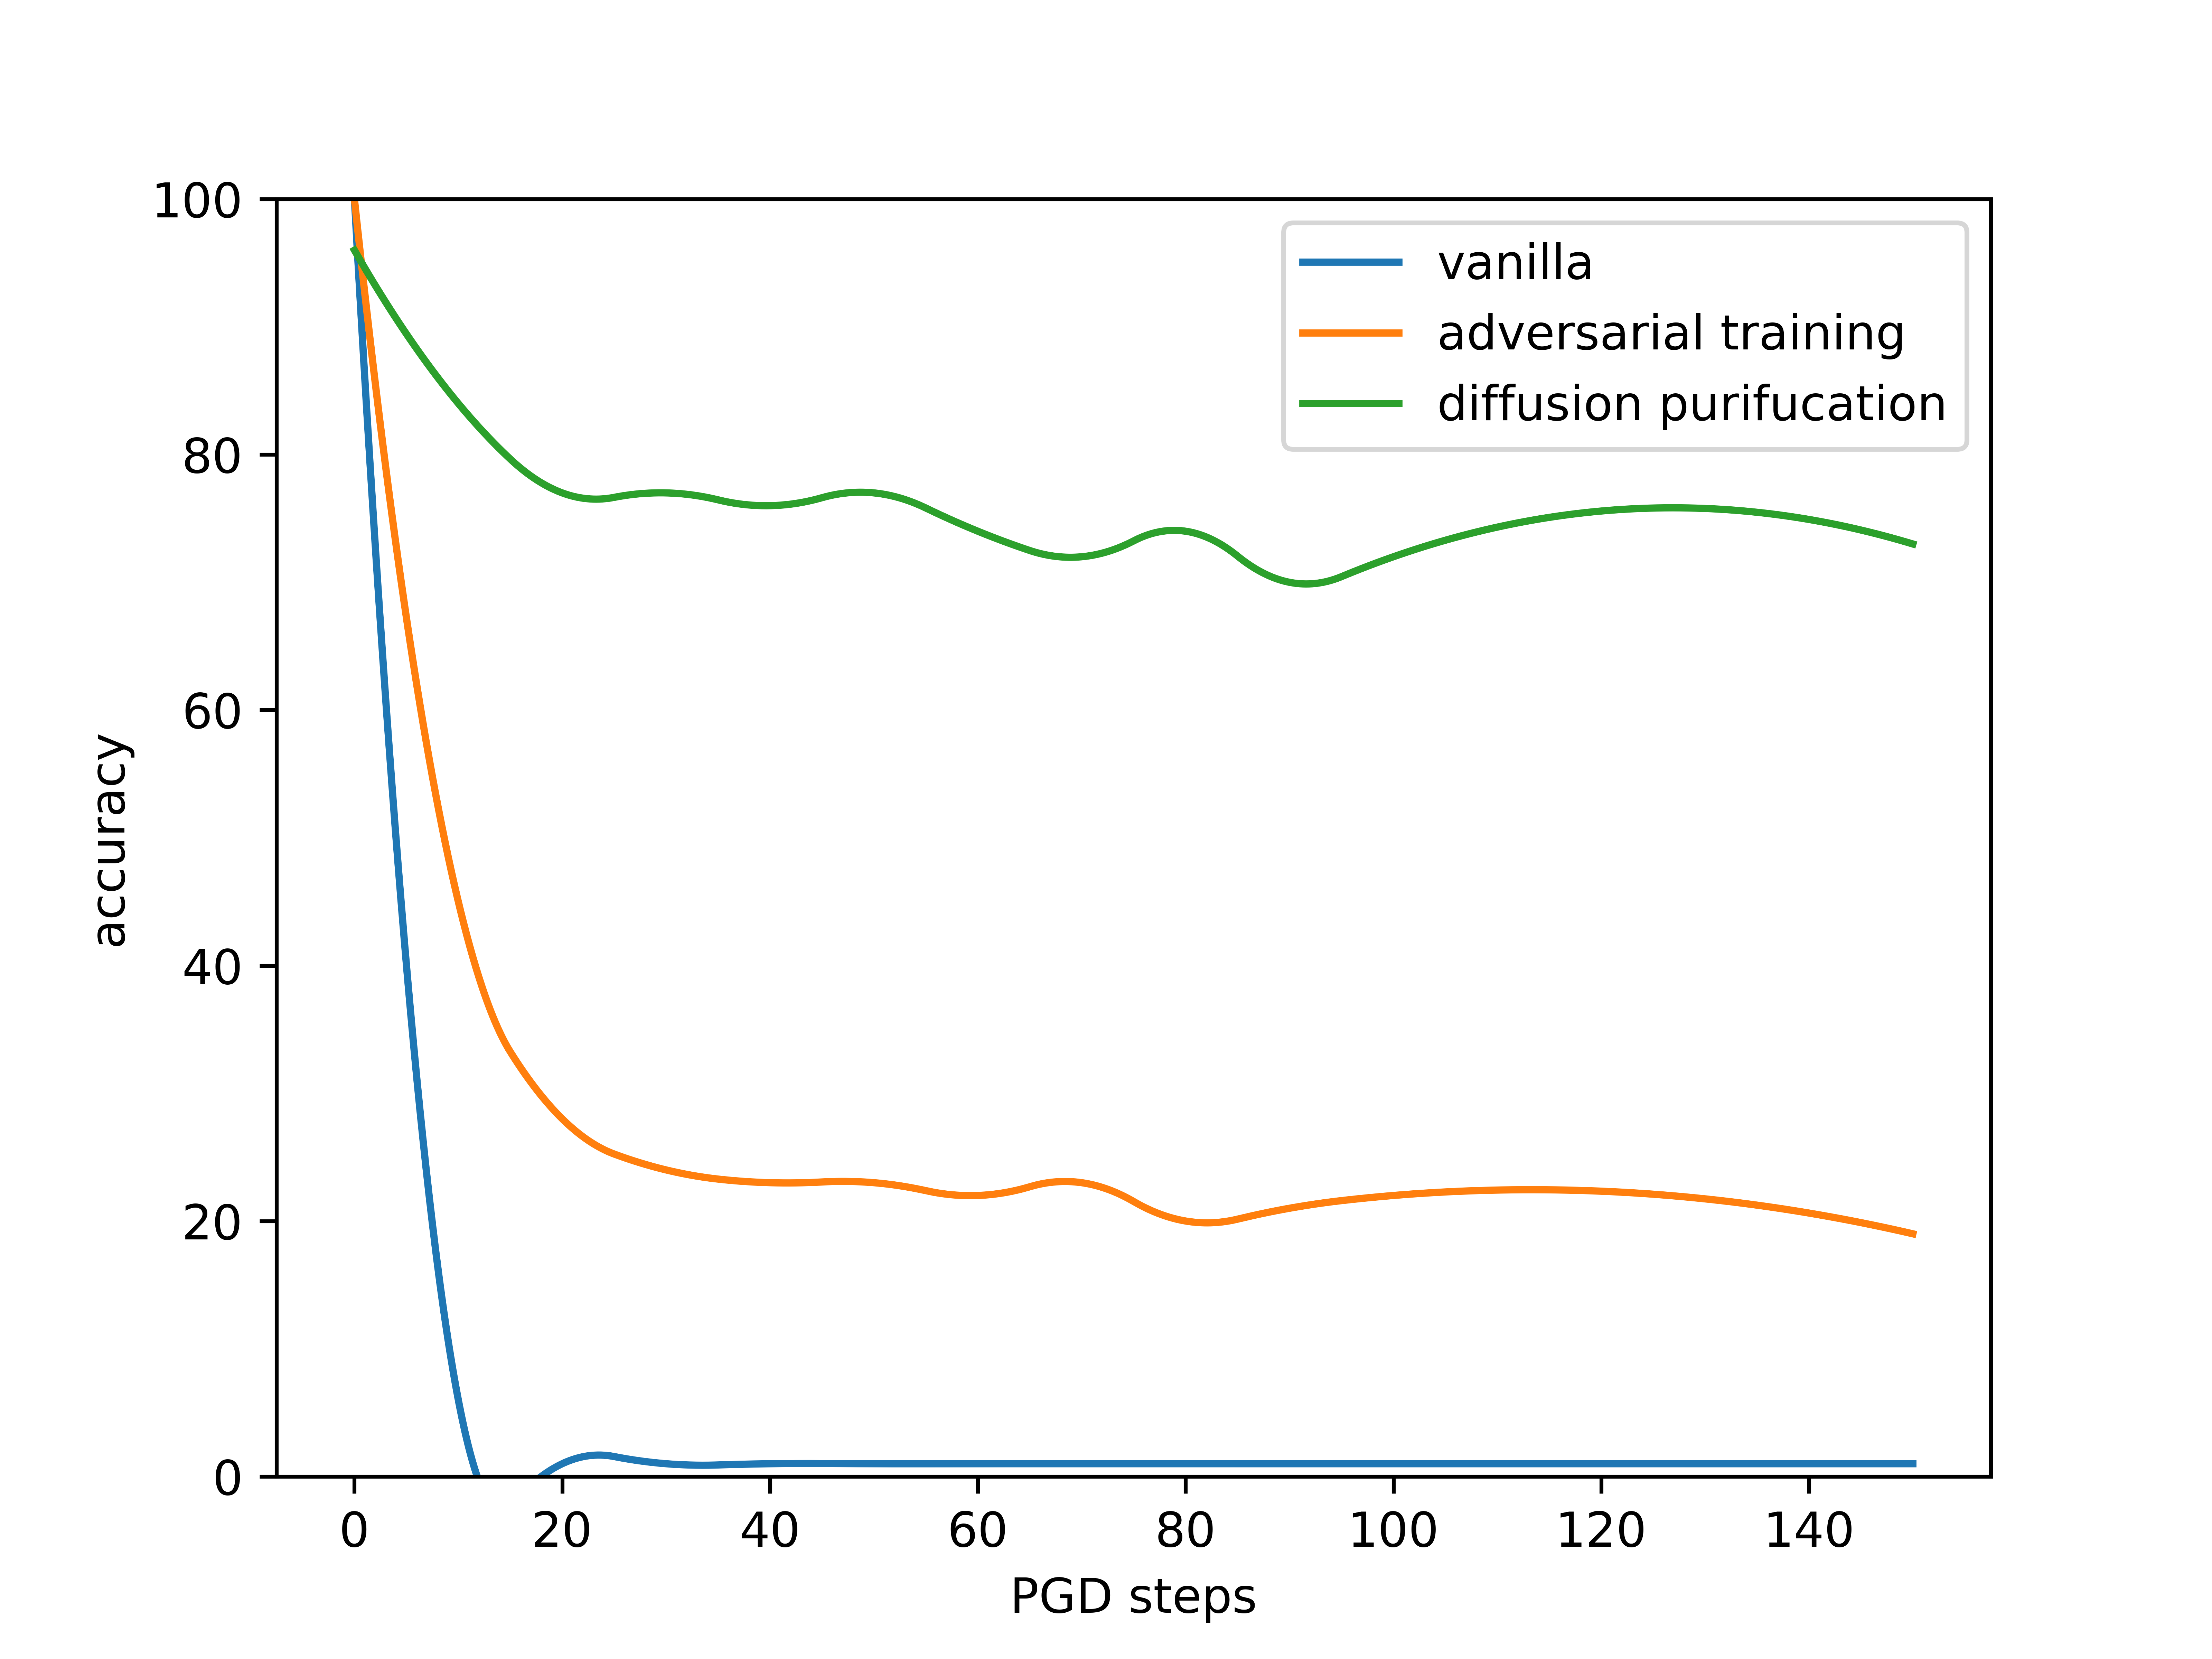 100
80
60
40
20
0
accuracy
vanilla
adversarial training
diffusion purifucation
0 20 40 60 80 100 120 140
PGD steps